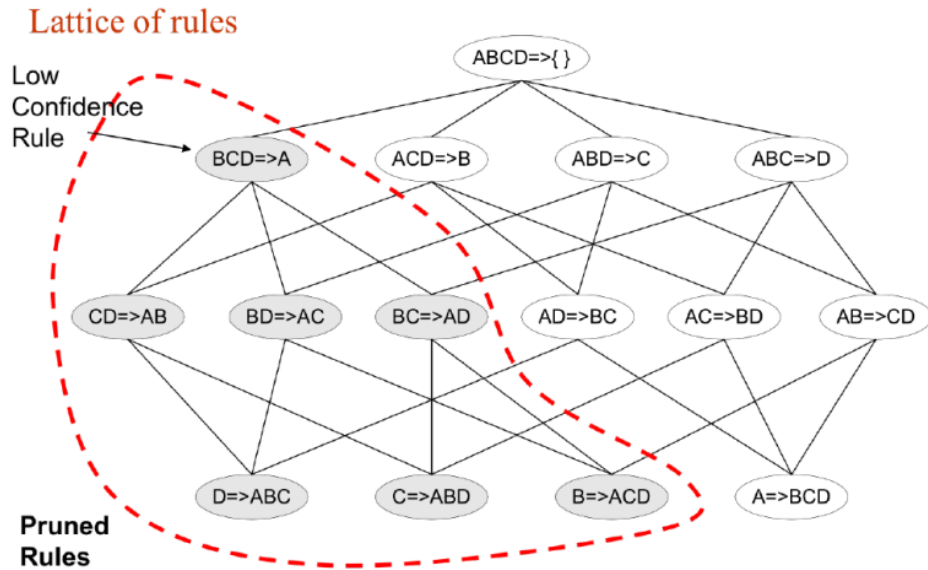 Lattice of rules
ABCD=>{ }
Low
Confidence
Rule
BCD=>A
ACD=>B
ABD=>C
ABC=>D
CD=>AB
BD=>AC
BC=>AD
AD=>BC
AC=>BD
AB=>CD
D=>ABC
C=>ABD
B=>ACD
A=>BCD
Pruned
Rules